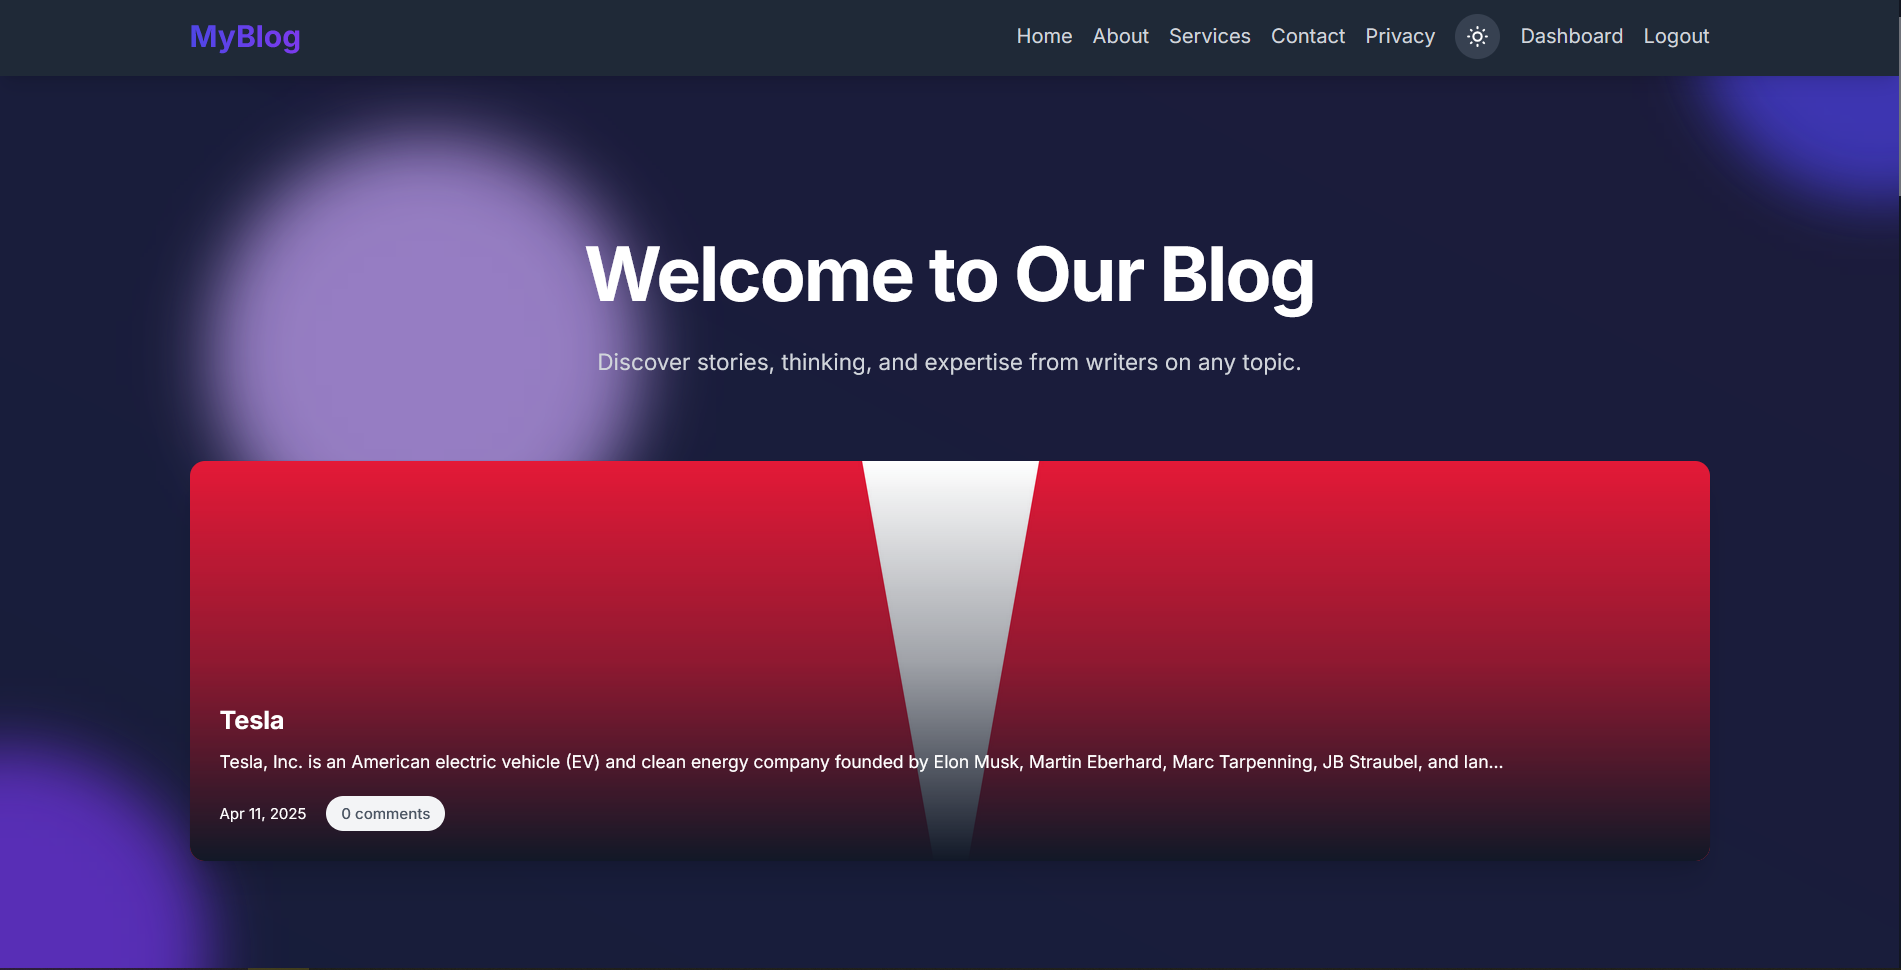 MyBlog
Home About Services Contact Privacy Dashboard Logout
Welcome to Our Blog
Discover stories, thinking, and expertise from writers on any topic.
Tesla
Tesla, Inc. is an American electric vehicle (EV) and clean energy company founded by Elon Musk, Martin Eberhard, Marc Tarpenning, JB Straubel, and Ian...
Apr 11, 2025 0 comments